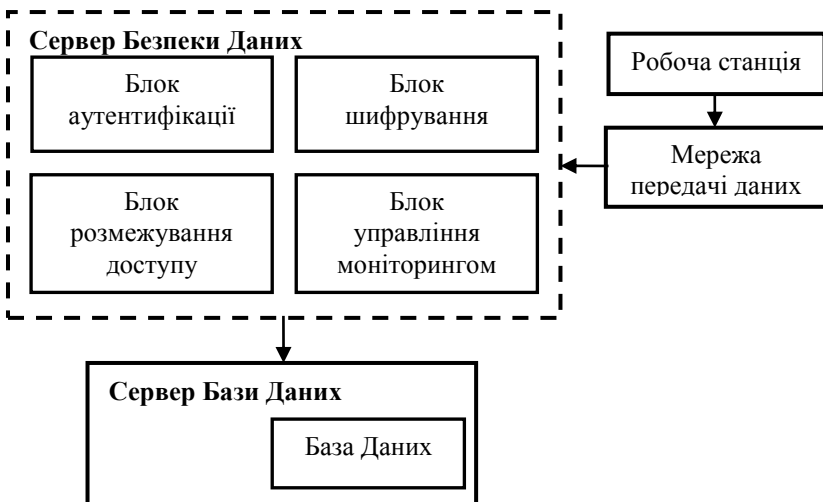 Сервер Безпеки Даних
Блок
аутентифікації
Блок
шифрування
Блок
розмежування
доступу
Блок
управління
моніторингом
Робоча станція
Мережа
передачі даних
Сервер Бази Даних
База Даних